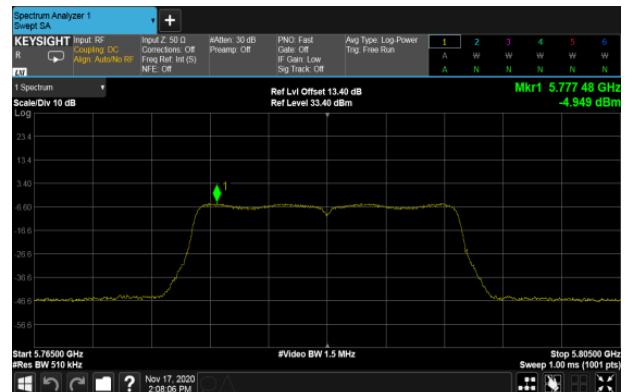 Spectrum Analyzer 1
Swept SA
+
KEYSIGHT Input: RF Input Z: 50 Ω #Atten: 30 dB PNO: Fast Avg Type: Log-Power 1 2 3 4 5 6
R Coupling: DC Corrections: Off Preamp: Off Gate: Off Trig: Free Run A W W W W W
Align: Auto/No RF Freq Ref: Int (S) IF Gain: Low
LXI NFE: Off Sig Track: Off A N N N N N
1 Spectrum Ref Lvl Offset 13.40 dB Mkr1 5.777 48 GHz
Scale/Div 10 dB Ref Level 33.40 dBm -4.949 dBm
Log
23.4
13.4
3.40
1
-6.60
-16.6
-26.6
-36.6
-46.6
-56.6
Start 5.76500 GHz #Video BW 1.5 MHz Stop 5.80500 GHz
#Res BW 510 kHz Sweep 1.00 ms (1001 pts)
? Nov 17, 2020
2:08:06 PM